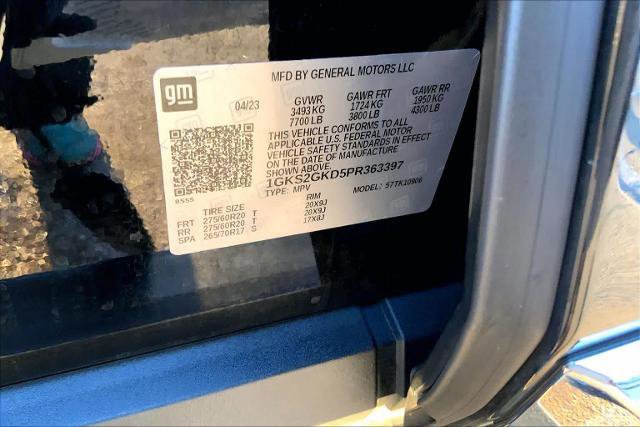 gm
MFD BY GENERAL MOTORS LLC
04/23 GVWR GAWR FRT GAWR RR
3493 KG 1724 KG 1950 KG
7700 LB 3800 LB 4300 LB
THIS VEHICLE CONFORMS TO ALL
APPLICABLE U.S. FEDERAL MOTOR
VEHICLE SAFETY STANDARDS IN EFFECT
ON THE DATE OF MANUFACTURE
SHOWN ABOVE.
1GKS2GKD5PR363397
8555
TYPE: MPV MODEL: 57TK10906
TIRE SIZE RIM
FRT 275/60R20 T 20X9J
RR 275/60R20 T 20X9J
SPA 265/70R17 S 17X8J